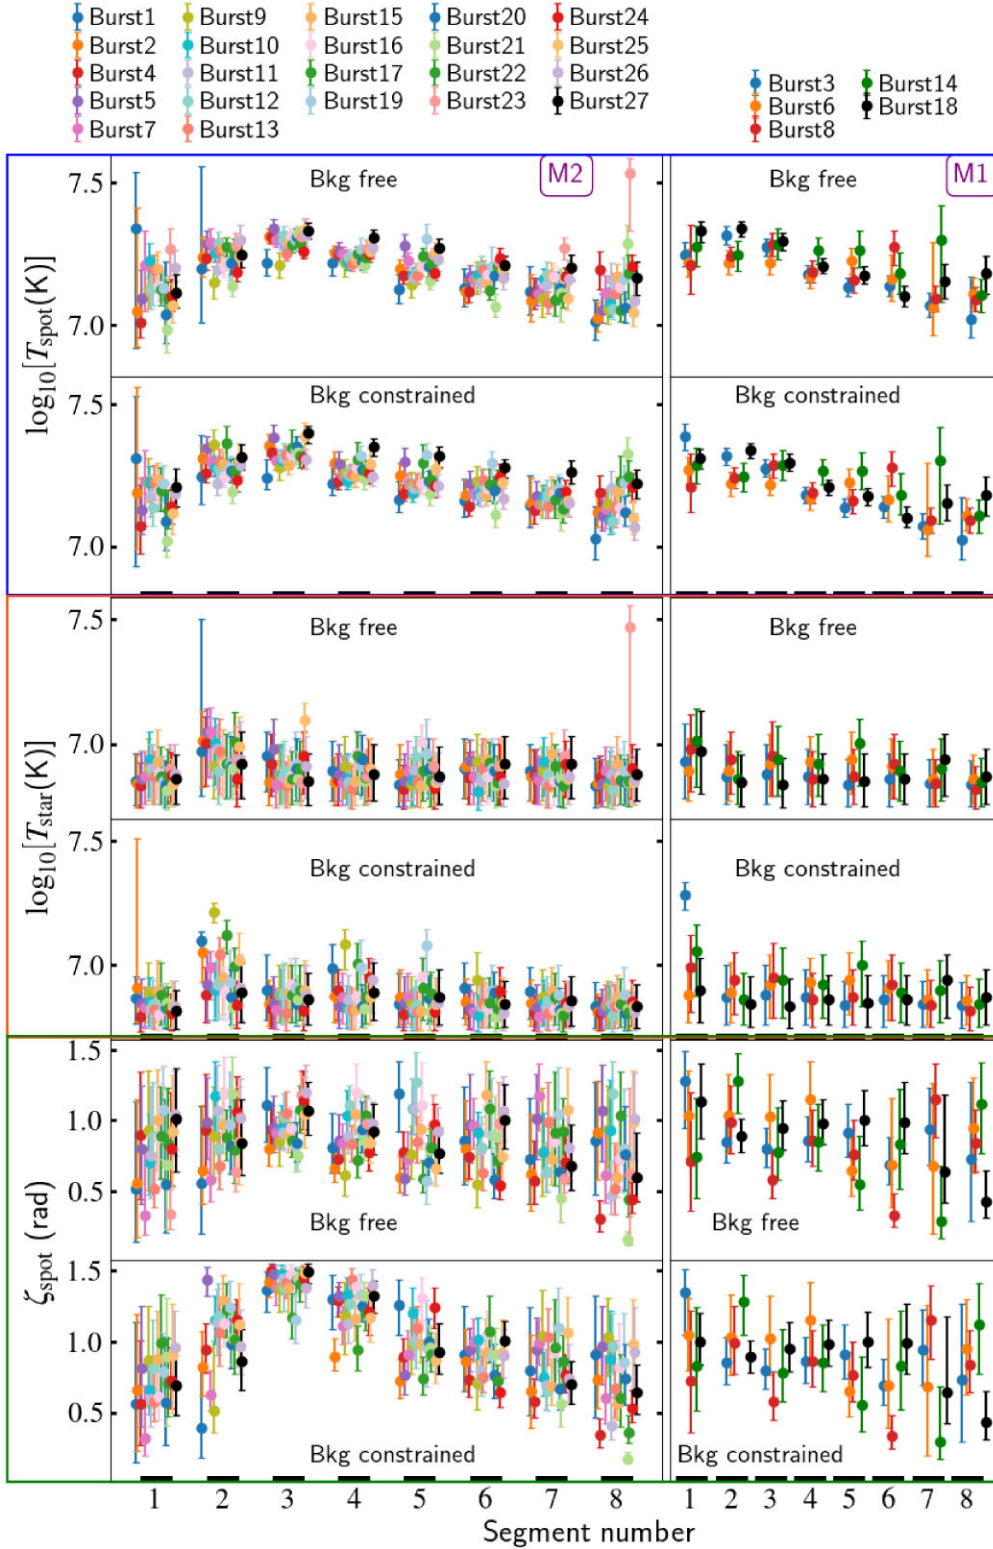 Burst1 Burst9 Burst15 Burst20 Burst24
Burst2 Burst10 Burst16 Burst21 Burst25
Burst4 Burst11 Burst17 Burst22 Burst26
Burst5 Burst12 Burst19 Burst23 Burst27
Burst7 Burst13
Burst3 Burst14
Burst6 Burst18
Burst8
Bkg free M2 Bkg free M1
7.5
7.0
Bkg constrained Bkg constrained
7.5
7.0
log₁₀[T_spot(K)]
Bkg free Bkg free
7.5
7.0
Bkg constrained Bkg constrained
7.5
7.0
log₁₀[T_star(K)]
1.5
1.0
0.5
Bkg free Bkg free
1.5
1.0
0.5
Bkg constrained Bkg constrained
ζ_spot (rad)
1 2 3 4 5 6 7 8 1 2 3 4 5 6 7 8
Segment number